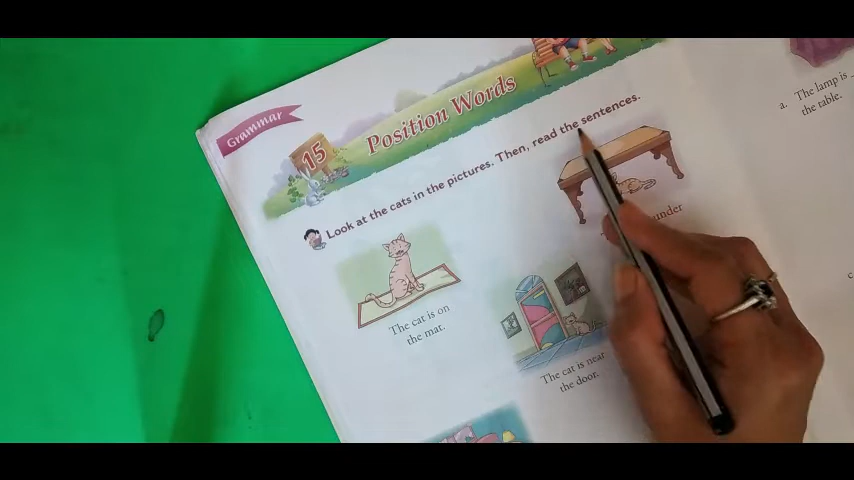 Grammar
15
Position Words
Look at the cats in the pictures. Then, read the sentences.
The cat is on
the mat.
under
The cat is near
the door.
a. The lamp is
the table.
c